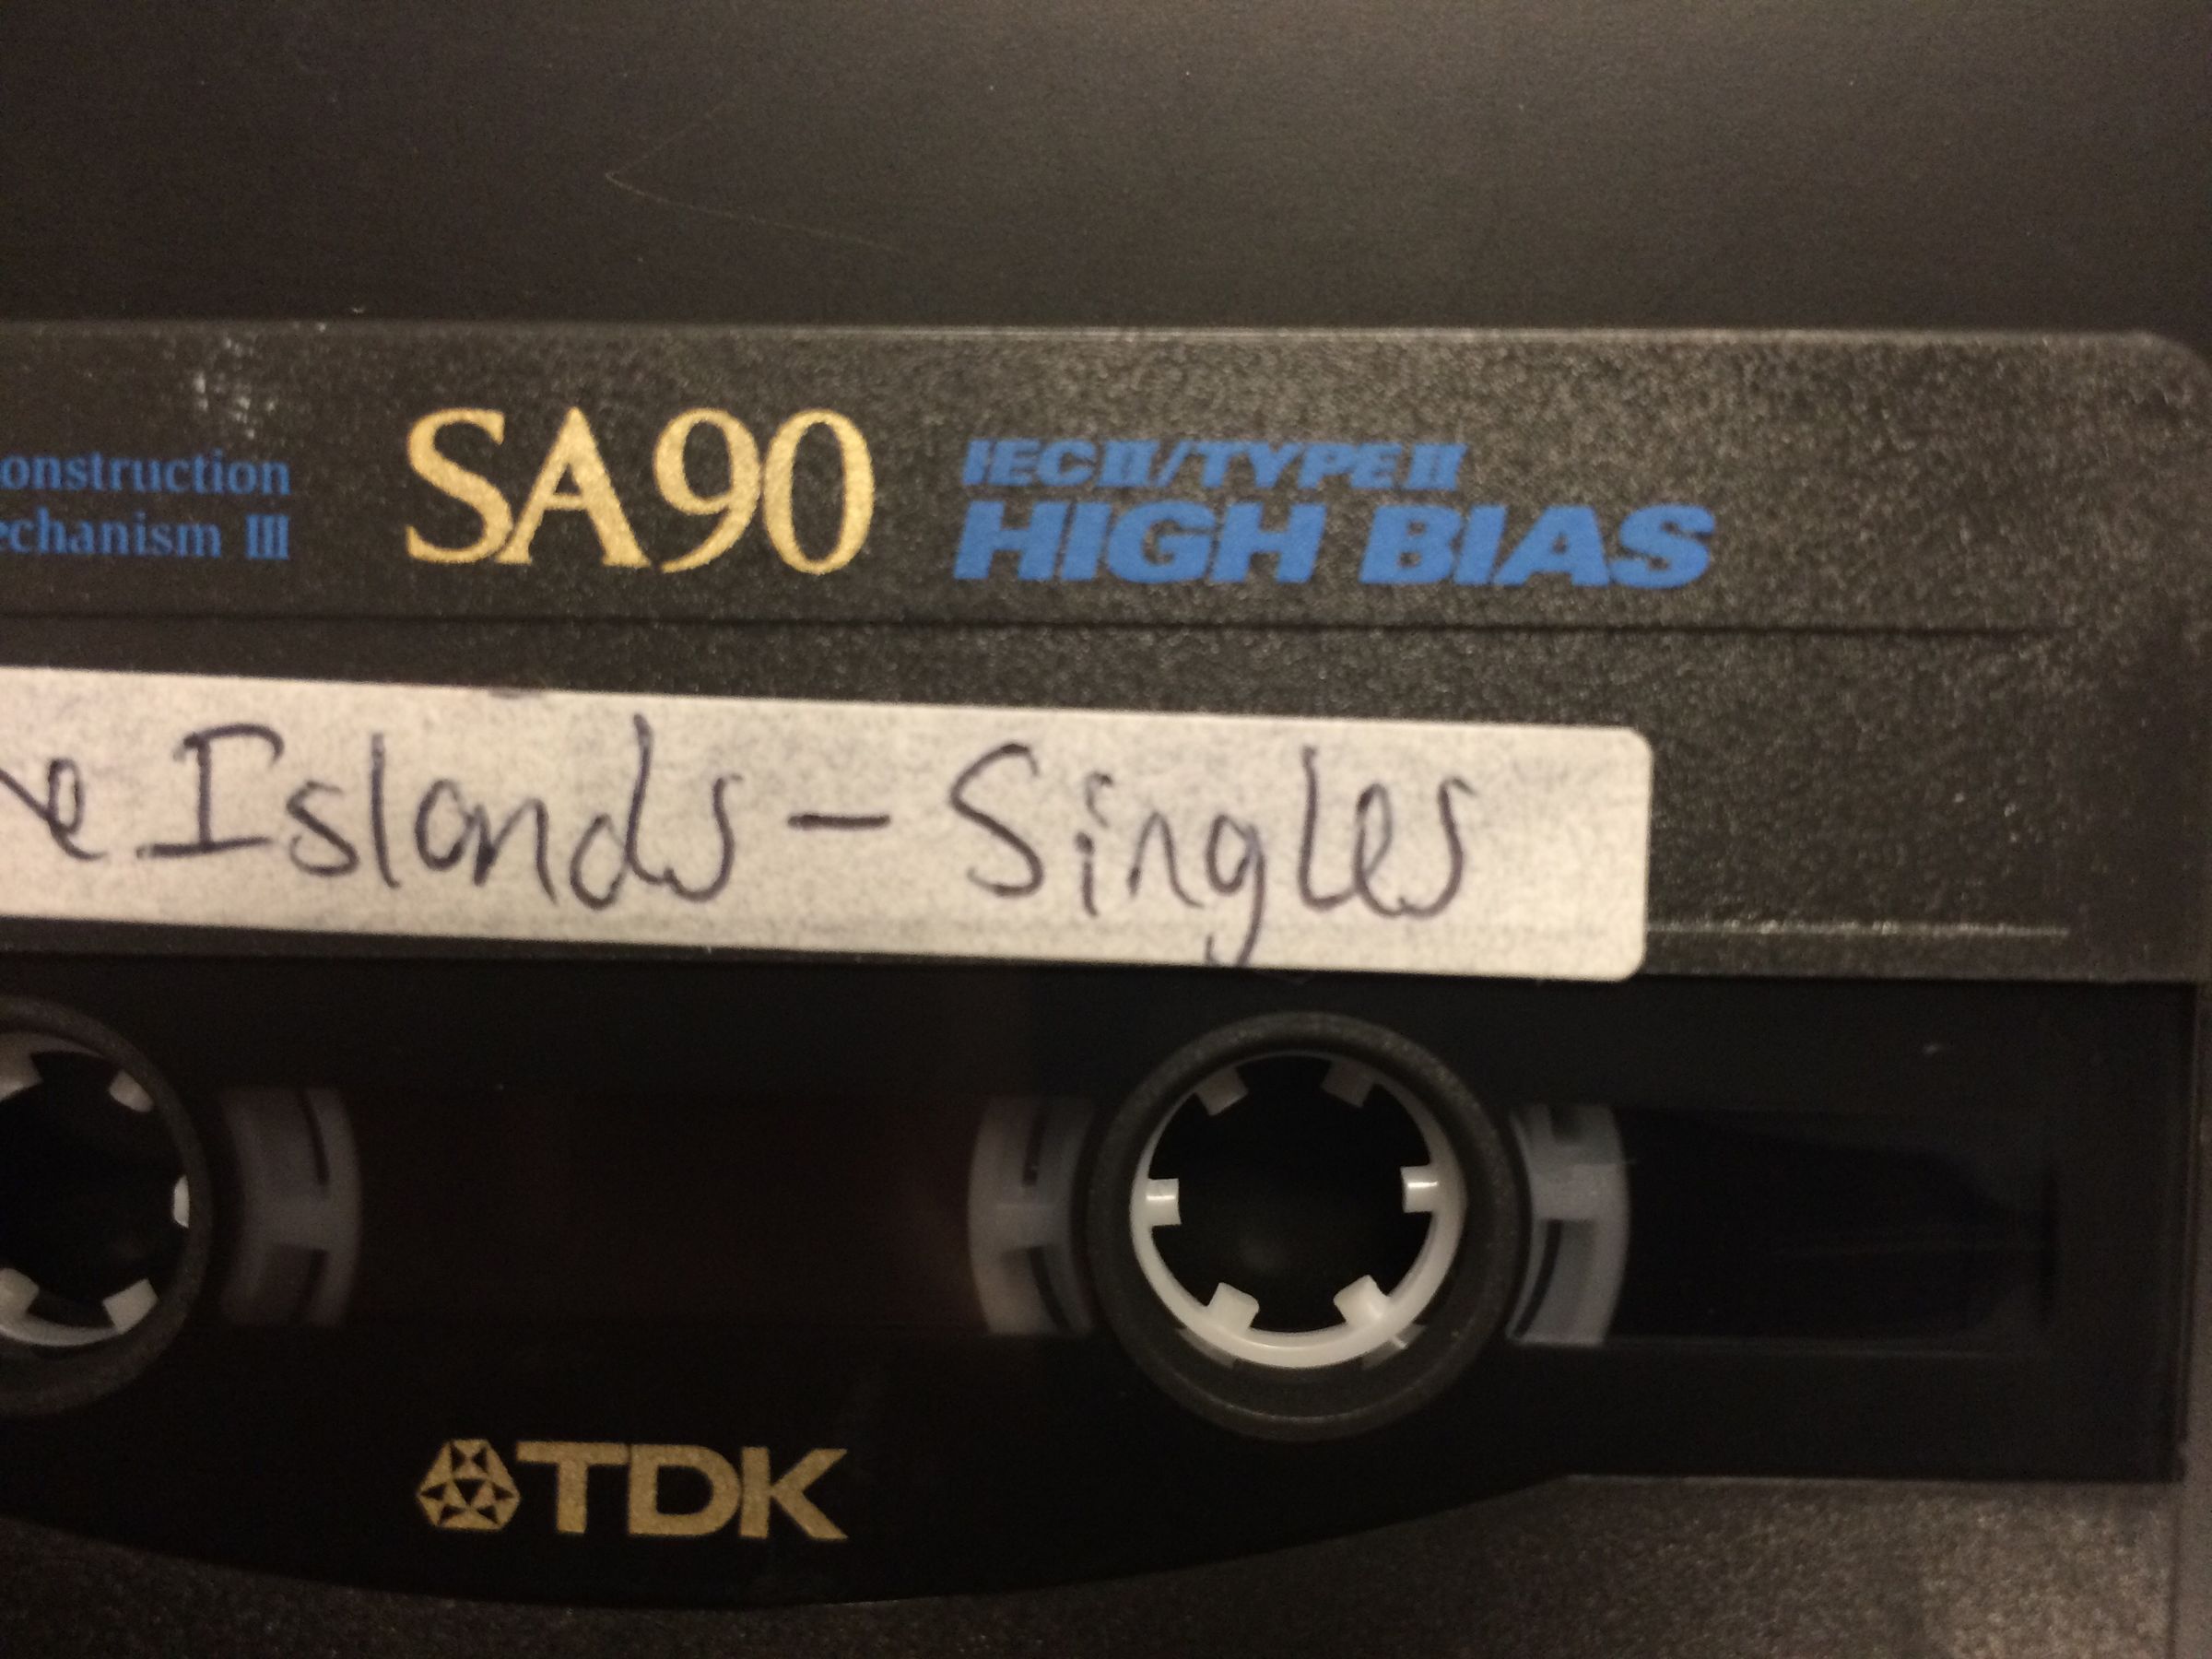 onstruction
echanism III
SA90
IECII/TYPEII
HIGH BIAS
e Islands - Singles
TDK